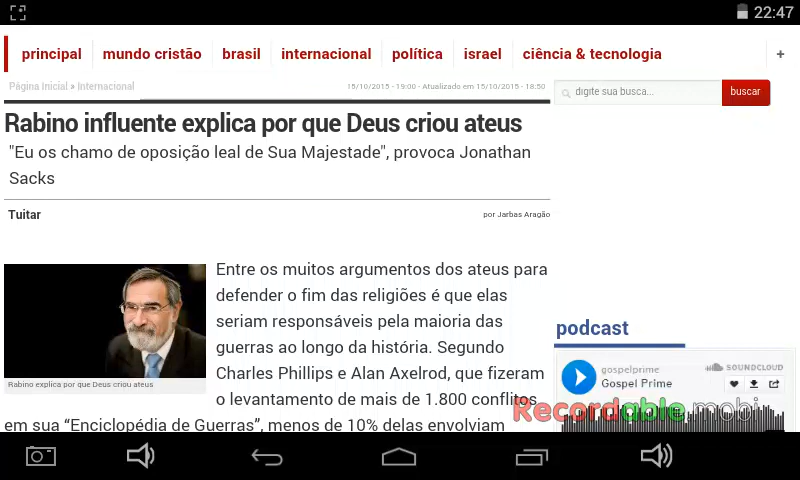 22:47
principal mundo cristão brasil internacional política israel ciência & tecnologia +
Página Inicial » Internacional
15/10/2015 - 19:00 - Atualizado em 15/10/2015 - 18:50
digite sua busca...
buscar
Rabino influente explica por que Deus criou ateus
"Eu os chamo de oposição leal de Sua Majestade", provoca Jonathan
Sacks
Tuitar
por Jarbas Aragão
Entre os muitos argumentos dos ateus para
defender o fim das religiões é que elas
seriam responsáveis pela maioria das
guerras ao longo da história. Segundo
Charles Phillips e Alan Axelrod, que fizeram
o levantamento de mais de 1.800 conflitos
em sua “Enciclopédia de Guerras”, menos de 10% delas envolviam
Rabino explica por que Deus criou ateus
podcast
gospelprime
Gospel Prime
SOUNDCLOUD
Recordable.mobi